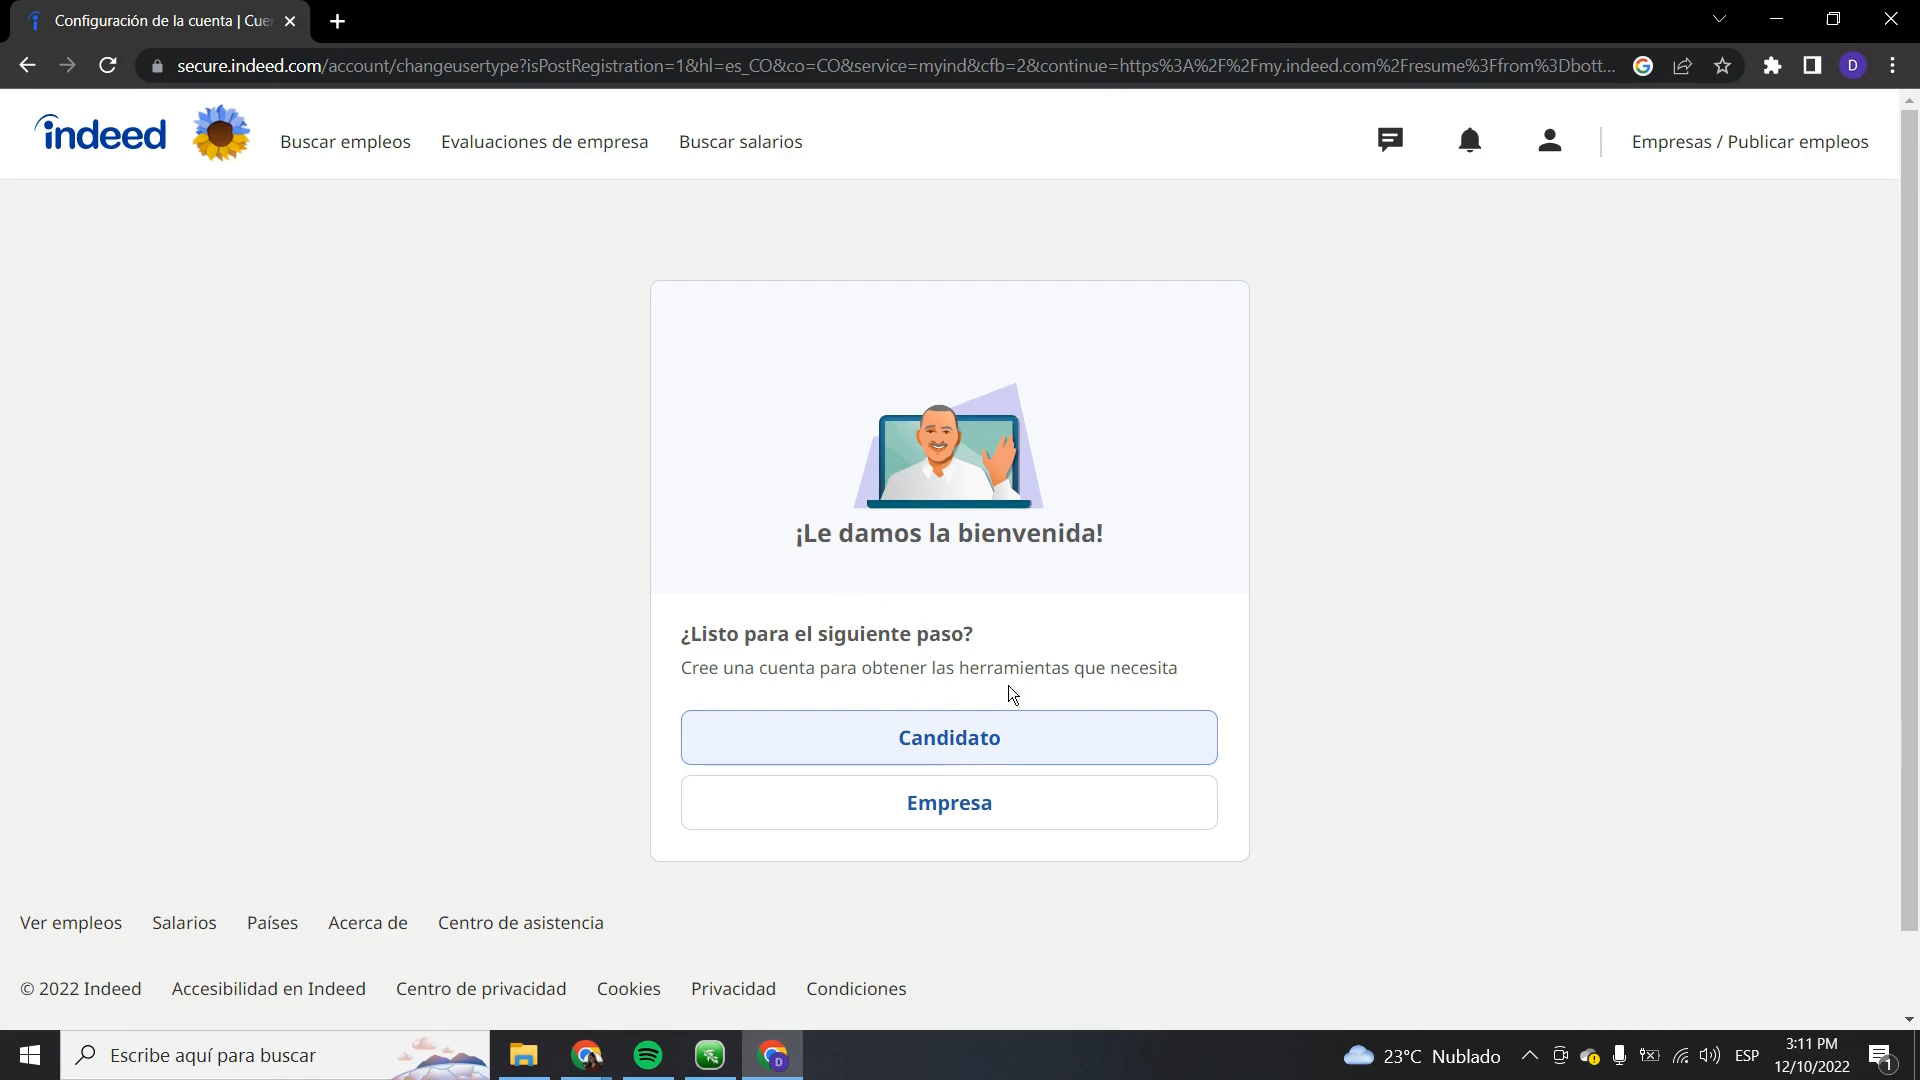 Configuración de la cuenta | Cue
secure.indeed.com/account/changeusertype?isPostRegistration=1&hl=es_CO&co=CO&service=myind&cfb=2&continue=https%3A%2F%2Fmy.indeed.com%2Fresume%3Ffrom%3Dbott...
D
indeed
Buscar empleos
Evaluaciones de empresa
Buscar salarios
Empresas / Publicar empleos
¡Le damos la bienvenida!
¿Listo para el siguiente paso?
Cree una cuenta para obtener las herramientas que necesita
Candidato
Empresa
Ver empleos
Salarios
Países
Acerca de
Centro de asistencia
© 2022 Indeed
Accesibilidad en Indeed
Centro de privacidad
Cookies
Privacidad
Condiciones
Escribe aquí para buscar
D
23°C Nublado
ESP
3:11 PM
12/10/2022
1